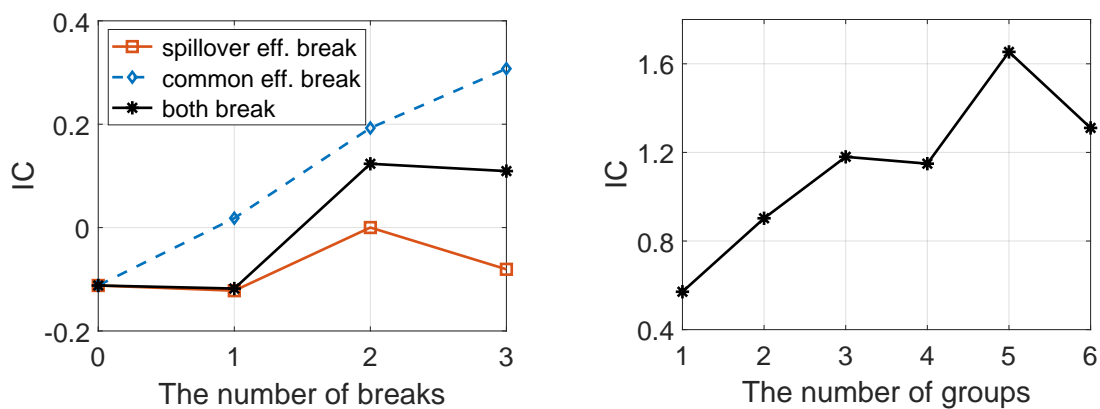 0.4
0.2
0
-0.2
IC
spillover eff. break
common eff. break
both break
0 1 2 3
The number of breaks
1.6
1.2
0.8
0.4
IC
1 2 3 4 5 6
The number of groups